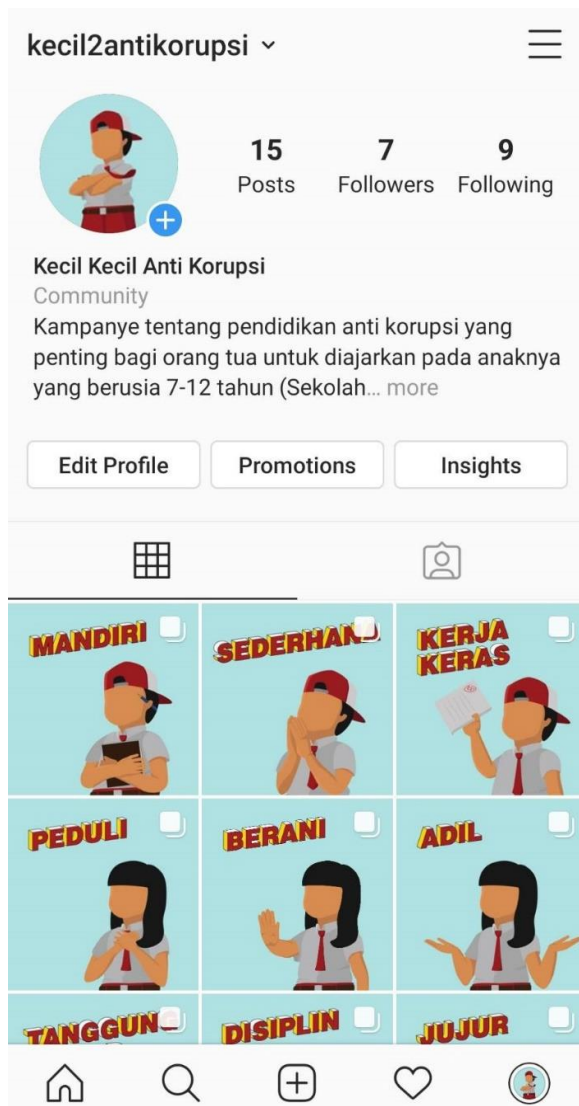 kecil2antikorupsi
15 7 9
Posts Followers Following
Kecil Kecil Anti Korupsi
Community
Kampanye tentang pendidikan anti korupsi yang
penting bagi orang tua untuk diajarkan pada anaknya
yang berusia 7-12 tahun (Sekolah... more
Edit Profile Promotions Insights
MANDIRI SEDERHANA KERJA
KERAS
PEDULI BERANI ADIL
TANGGUNG DISIPLIN JUJUR